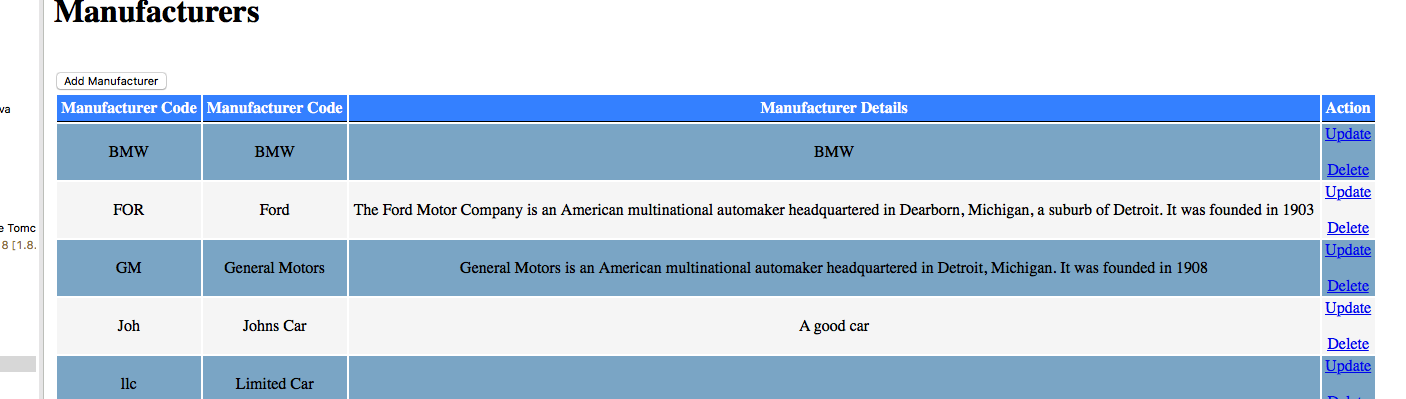 Manufacturers
Add Manufacturer
va
Manufacturer Code Manufacturer Code Manufacturer Details Action
BMW BMW BMW Update
Delete
FOR Ford The Ford Motor Company is an American multinational automaker headquartered in Dearborn, Michigan, a suburb of Detroit. It was founded in 1903 Update
Delete
e Tomc
8 [1.8.
GM General Motors General Motors is an American multinational automaker headquartered in Detroit, Michigan. It was founded in 1908 Update
Delete
Joh Johns Car A good car Update
Delete
llc Limited Car Update